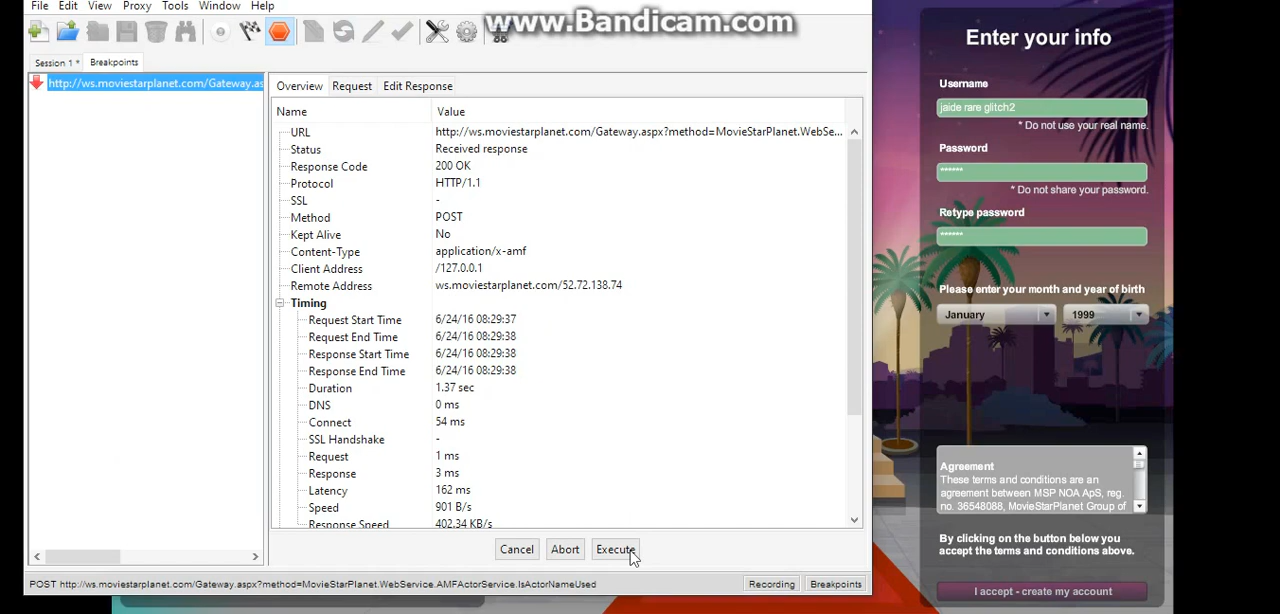 www.Bandicam.com
File Edit View Proxy Tools Window Help
Session 1 * Breakpoints
http://ws.moviestarplanet.com/Gateway.as
Overview Request Edit Response
Name Value
URL http://ws.moviestarplanet.com/Gateway.aspx?method=MovieStarPlanet.WebSe...
Status Received response
Response Code 200 OK
Protocol HTTP/1.1
SSL -
Method POST
Kept Alive No
Content-Type application/x-amf
Client Address /127.0.0.1
Remote Address ws.moviestarplanet.com/52.72.138.74
Timing
Request Start Time 6/24/16 08:29:37
Request End Time 6/24/16 08:29:38
Response Start Time 6/24/16 08:29:38
Response End Time 6/24/16 08:29:38
Duration 1.37 sec
DNS 0 ms
Connect 54 ms
SSL Handshake -
Request 1 ms
Response 3 ms
Latency 162 ms
Speed 901 B/s
Response Speed 402.34 KB/s
Cancel Abort Execute
POST http://ws.moviestarplanet.com/Gateway.aspx?method=MovieStarPlanet.WebService.AMFActorService.IsActorNameUsed Recording Breakpoints
Enter your info
Username
jaide rare glitch2
* Do not use your real name.
Password
******
* Do not share your password.
Retype password
******
Please enter your month and year of birth
January 1999
Agreement
These terms and conditions are an
agreement between MSP NOA ApS, reg.
no. 36548088, MovieStarPlanet Group of
By clicking on the button below you
accept the terms and conditions above.
I accept - create my account